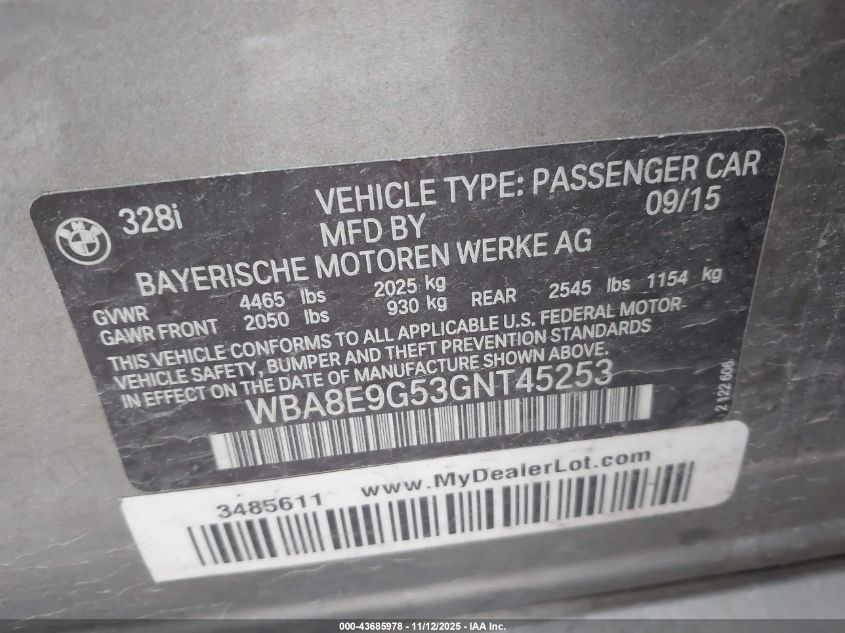 328i
VEHICLE TYPE: PASSENGER CAR
MFD BY 09/15
BAYERISCHE MOTOREN WERKE AG
GVWR 4465 lbs 2025 kg
GAWR FRONT 2050 lbs 930 kg REAR 2545 lbs 1154 kg
THIS VEHICLE CONFORMS TO ALL APPLICABLE U.S. FEDERAL MOTOR
VEHICLE SAFETY, BUMPER AND THEFT PREVENTION STANDARDS
IN EFFECT ON THE DATE OF MANUFACTURE SHOWN ABOVE.
WBA8E9G53GNT45253
2 122 606
3485611 www.MyDealerLot.com
000-43685978 - 11/12/2025 - IAA Inc.